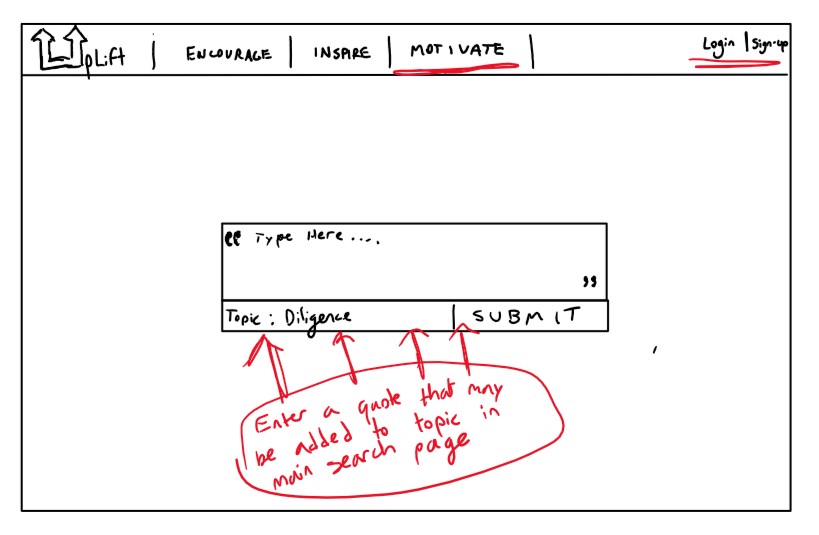 UpLift | ENCOURAGE | INSPIRE | MOTIVATE | Login | Sign-up
" Type Here ....
"
Topic : Diligence | SUBMIT
Enter a quote that may
be added to topic in
main search page